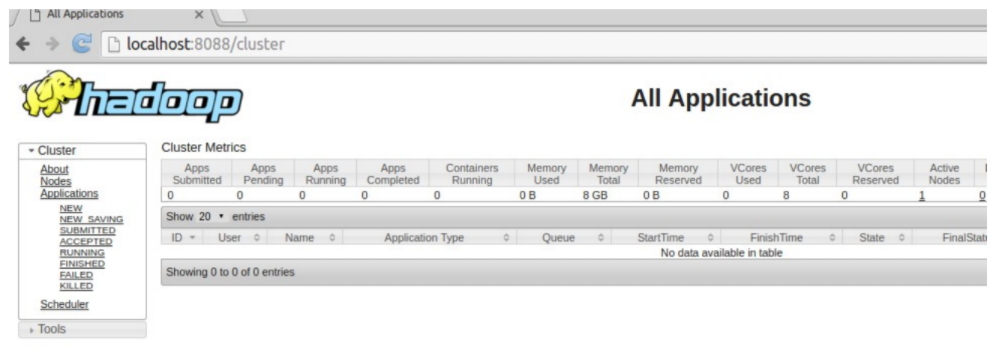 All Applications
localhost:8088/cluster
hadoop
All Applications
Cluster
About
Nodes
Applications
NEW
NEW_SAVING
SUBMITTED
ACCEPTED
RUNNING
FINISHED
FAILED
KILLED
Scheduler
Tools
Cluster Metrics
Apps Submitted Apps Pending Apps Running Apps Completed Containers Running Memory Used Memory Total Memory Reserved VCores Used VCores Total VCores Reserved Active Nodes
0 0 0 0 0 0 B 8 GB 0 B 0 8 0 1 0
Show 20 entries
ID User Name Application Type Queue StartTime FinishTime State FinalStatu
No data available in table
Showing 0 to 0 of 0 entries